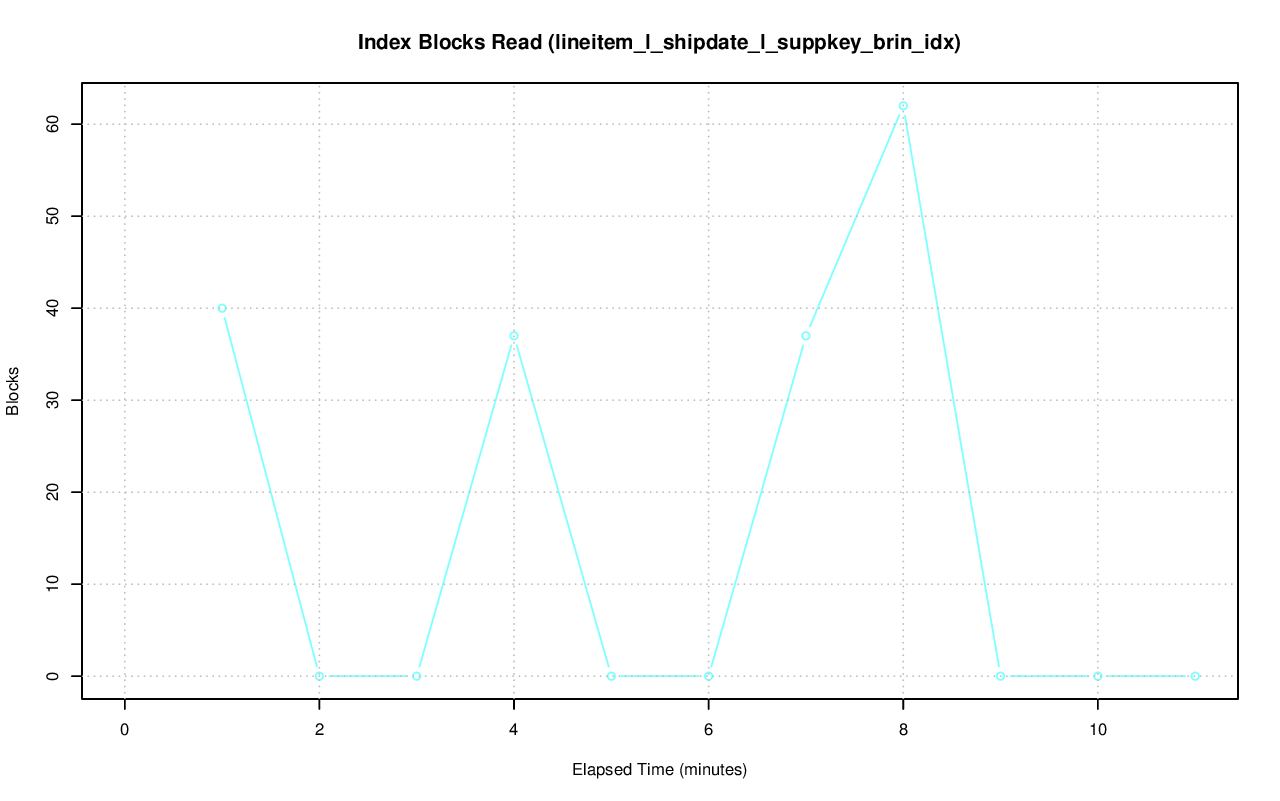 Index Blocks Read (lineitem_l_shipdate_l_suppkey_brin_idx)
60
50
40
30
20
10
0
Blocks
0 2 4 6 8 10
Elapsed Time (minutes)